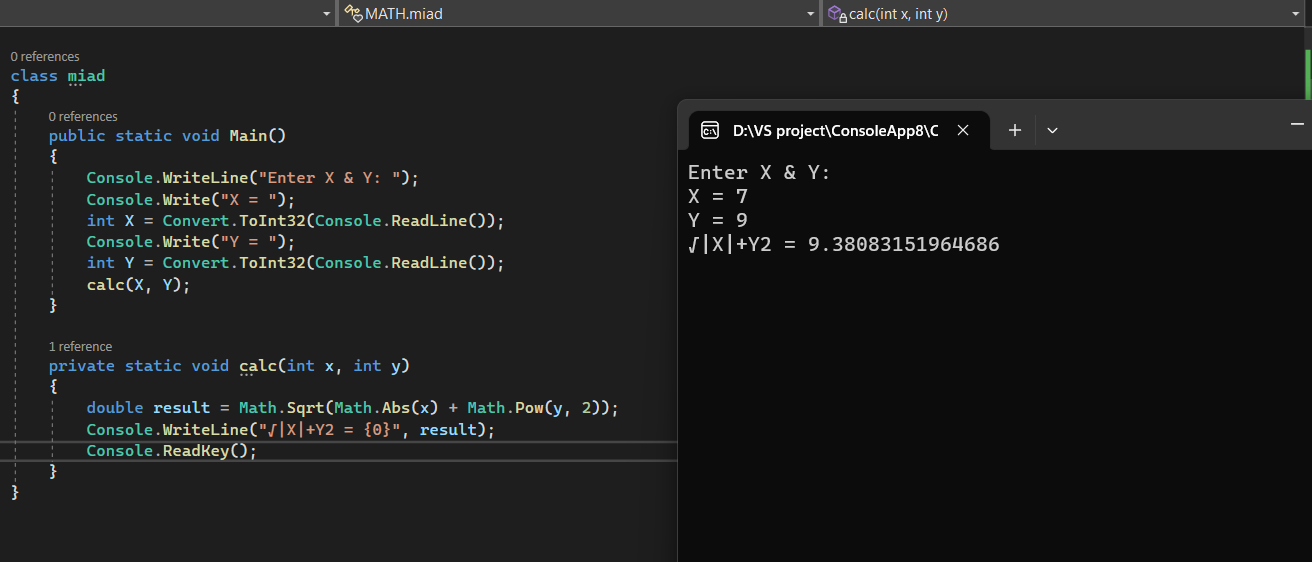 MATH.miad
calc(int x, int y)
0 references
class miad
{
0 references
public static void Main()
{
Console.WriteLine("Enter X & Y: ");
Console.Write("X = ");
int X = Convert.ToInt32(Console.ReadLine());
Console.Write("Y = ");
int Y = Convert.ToInt32(Console.ReadLine());
calc(X, Y);
}
1 reference
private static void calc(int x, int y)
{
double result = Math.Sqrt(Math.Abs(x) + Math.Pow(y, 2));
Console.WriteLine("√|X|+Y2 = {0}", result);
Console.ReadKey();
}
}
D:\VS project\ConsoleApp8\C
Enter X & Y:
X = 7
Y = 9
√|X|+Y2 = 9.38083151964686